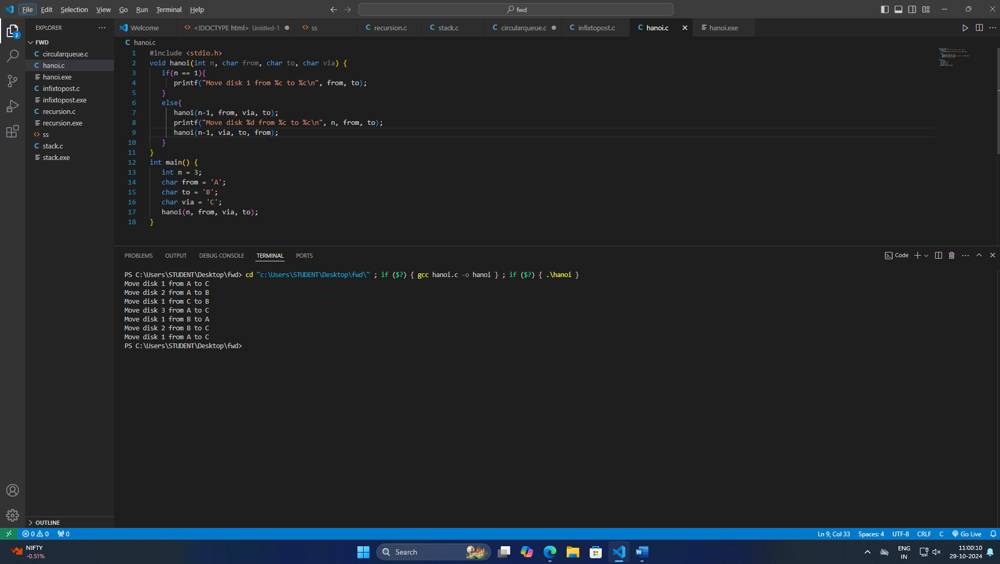 File Edit Selection View Go Run Terminal Help
fwd
EXPLORER
Welcome <!DOCTYPE html> Untitled-1 ss C recursion.c C stack.c C circularqueue.c C infixtopost.c C hanoi.c hanoi.exe
2
FWD
C circularqueue.c
C hanoi.c
hanoi.exe
C infixtopost.c
infixtopost.exe
C recursion.c
recursion.exe
ss
C stack.c
stack.exe
OUTLINE
C hanoi.c
1 #include <stdio.h>
2 void hanoi(int n, char from, char to, char via) {
3 if(n == 1){
4 printf("Move disk 1 from %c to %c\n", from, to);
5 }
6 else{
7 hanoi(n-1, from, via, to);
8 printf("Move disk %d from %c to %c\n", n, from, to);
9 hanoi(n-1, via, to, from);
10 }
11 }
12 int main() {
13 int n = 3;
14 char from = 'A';
15 char to = 'B';
16 char via = 'C';
17 hanoi(n, from, via, to);
18 }
PROBLEMS OUTPUT DEBUG CONSOLE TERMINAL PORTS
Code
PS C:\Users\STUDENT\Desktop\fwd> cd "c:\Users\STUDENT\Desktop\fwd\" ; if ($?) { gcc hanoi.c -o hanoi } ; if ($?) { .\hanoi }
Move disk 1 from A to C
Move disk 2 from A to B
Move disk 1 from C to B
Move disk 3 from A to C
Move disk 1 from B to A
Move disk 2 from B to C
Move disk 1 from A to C
PS C:\Users\STUDENT\Desktop\fwd>
0 0 0
Ln 9, Col 33 Spaces: 4 UTF-8 CRLF C Go Live
NIFTY
-0.51%
Search
ENG
IN
11:00:10
29-10-2024